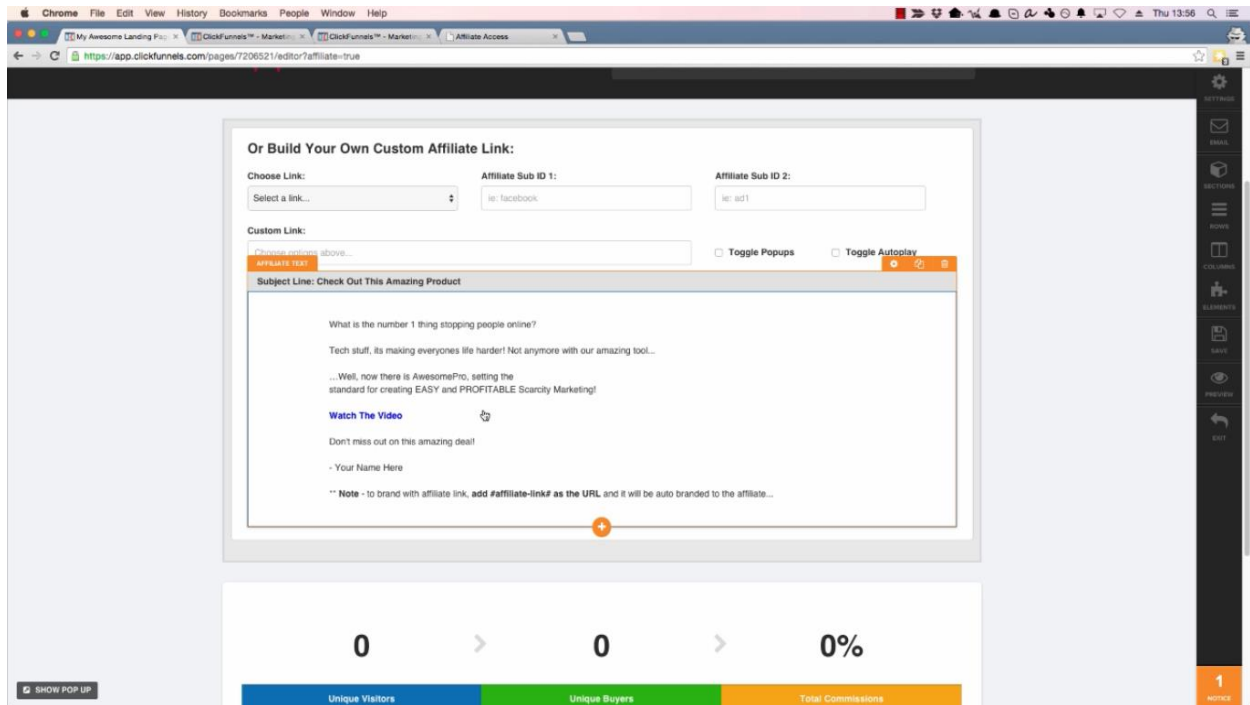 Chrome File Edit View History Bookmarks People Window Help
Thu 13:56
My Awesome Landing Pag
ClickFunnels™ - Marketing
ClickFunnels™ - Marketing
Affiliate Access
https://app.clickfunnels.com/pages/7206521/editor?affiliate=true
SETTINGS
EMAIL
SECTIONS
ROWS
COLUMNS
ELEMENTS
SAVE
PREVIEW
EXIT
Or Build Your Own Custom Affiliate Link:
Choose Link: Affiliate Sub ID 1: Affiliate Sub ID 2:
Select a link... ie: facebook ie: ad1
Custom Link:
Choose options above... Toggle Popups Toggle Autoplay
AFFILIATE TEXT
Subject Line: Check Out This Amazing Product
What is the number 1 thing stopping people online?
Tech stuff, its making everyones life harder! Not anymore with our amazing tool...
...Well, now there is AwesomePro, setting the
standard for creating EASY and PROFITABLE Scarcity Marketing!
Watch The Video
Don't miss out on this amazing deal!
- Your Name Here
** Note - to brand with affiliate link, add #affiliate-link# as the URL and it will be auto branded to the affiliate...
0 0 0%
Unique Visitors Unique Buyers Total Commissions
SHOW POP UP
1
NOTICE